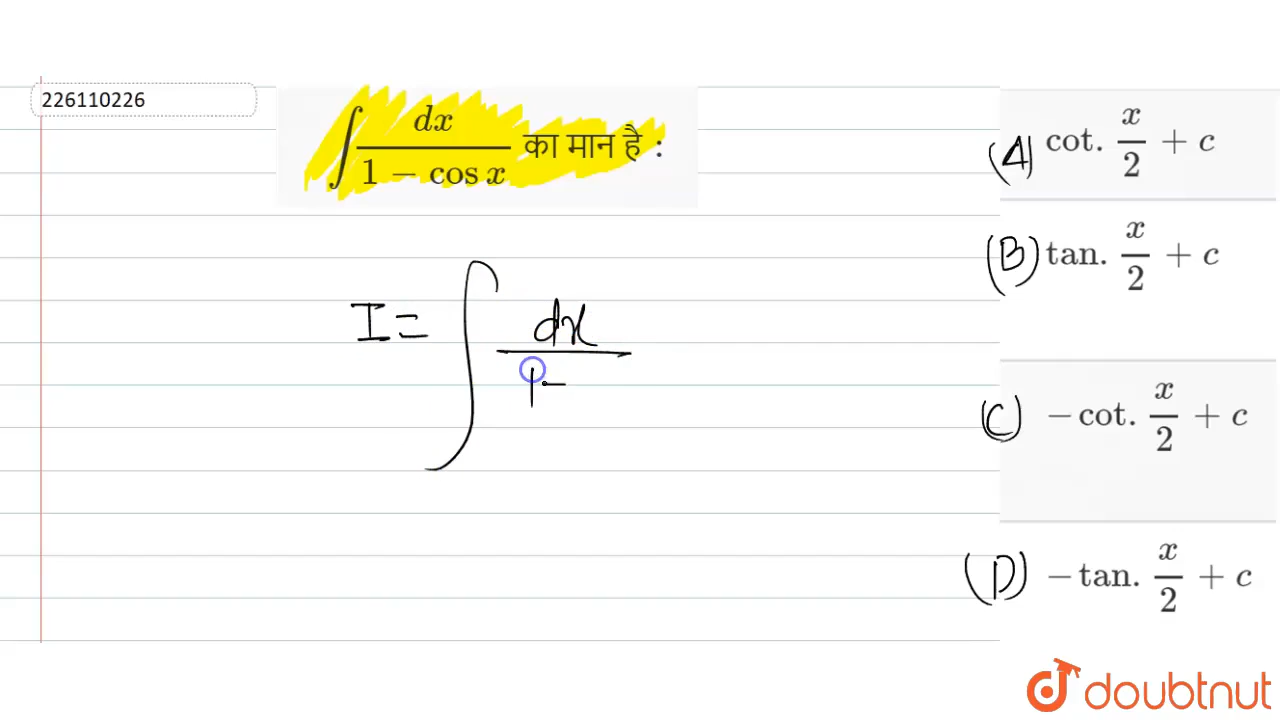 226110226
∫ dx / (1 − cos x) का मान है :
(A) cot. x/2 + c
(B) tan. x/2 + c
I = ∫ dx / 1-
(C) − cot. x/2 + c
(D) − tan. x/2 + c
doubtnut